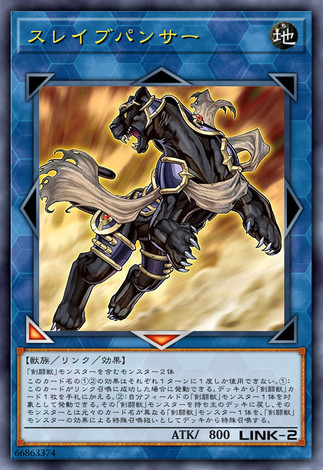 スレイブパンサー
地
【獣族／リンク／効果】
「剣闘獣」モンスターを含むモンスター２体
このカード名の①②の効果はそれぞれ１ターンに１度しか使用できない。①：
このカードがリンク召喚に成功した場合に発動できる。デッキから「剣闘獣」カ
ード１枚を手札に加える。②：自分フィールドの「剣闘獣」モンスター１体を対
象として発動できる。そのモンスターを持ち主のデッキに戻し、そのモ
ンスターとは元々のカード名が異なる「剣闘獣」モンスター１体を、「剣闘獣」
モンスターの効果による特殊召喚扱いとしてデッキから特殊召喚する。
ATK/ 800 LINK-2
66863374